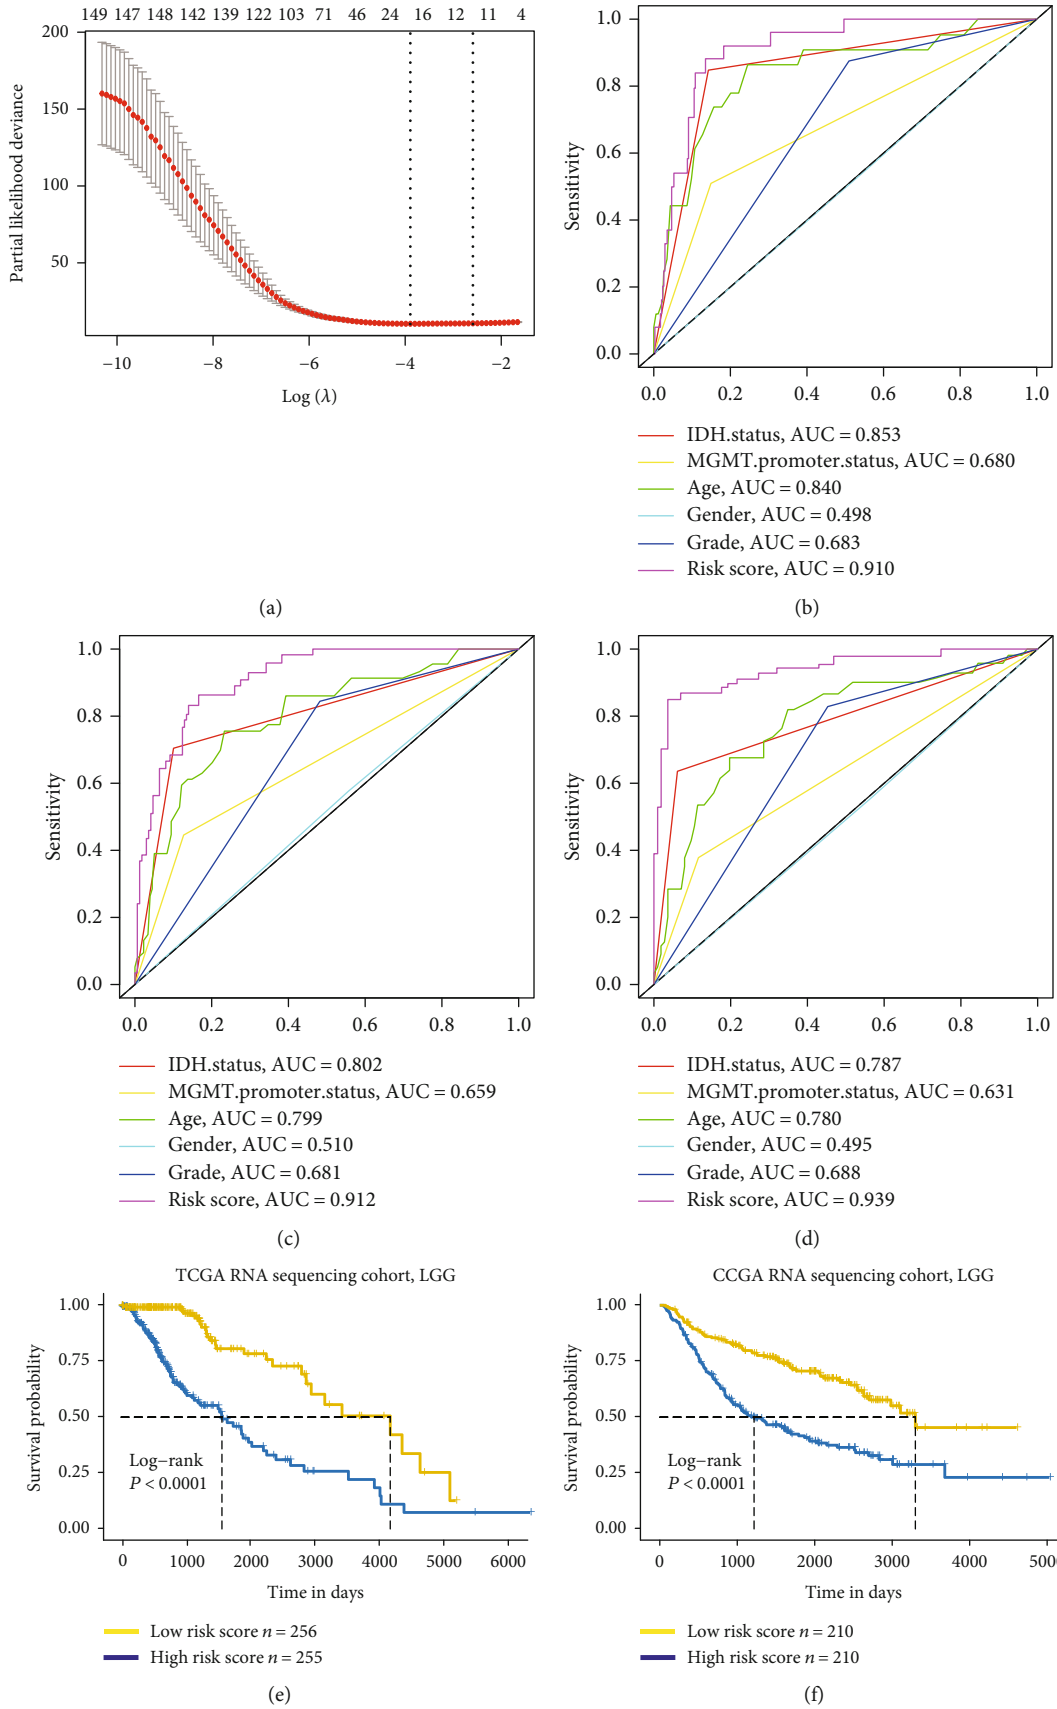 149 147 148 142 139 122 103 71 46 24 16 12 11 4
200
150
100
50
Partial likelihood deviance
−10 −8 −6 −4 −2
Log (λ)
(a)
1.0
0.8
0.6
0.4
0.2
0.0
Sensitivity
0.0 0.2 0.4 0.6 0.8 1.0
IDH.status, AUC = 0.853
MGMT.promoter.status, AUC = 0.680
Age, AUC = 0.840
Gender, AUC = 0.498
Grade, AUC = 0.683
Risk score, AUC = 0.910
(b)
1.0
0.8
0.6
0.4
0.2
0.0
Sensitivity
0.0 0.2 0.4 0.6 0.8 1.0
IDH.status, AUC = 0.802
MGMT.promoter.status, AUC = 0.659
Age, AUC = 0.799
Gender, AUC = 0.510
Grade, AUC = 0.681
Risk score, AUC = 0.912
(c)
1.0
0.8
0.6
0.4
0.2
0.0
Sensitivity
0.0 0.2 0.4 0.6 0.8 1.0
IDH.status, AUC = 0.787
MGMT.promoter.status, AUC = 0.631
Age, AUC = 0.780
Gender, AUC = 0.495
Grade, AUC = 0.688
Risk score, AUC = 0.939
(d)
TCGA RNA sequencing cohort, LGG
1.00
0.75
0.50
0.25
0.00
Survival probability
Log−rank
P < 0.0001
0 1000 2000 3000 4000 5000 6000
Time in days
Low risk score n = 256
High risk score n = 255
(e)
CCGA RNA sequencing cohort, LGG
1.00
0.75
0.50
0.25
0.00
Survival probability
Log−rank
P < 0.0001
0 1000 2000 3000 4000 5000
Time in days
Low risk score n = 210
High risk score n = 210
(f)